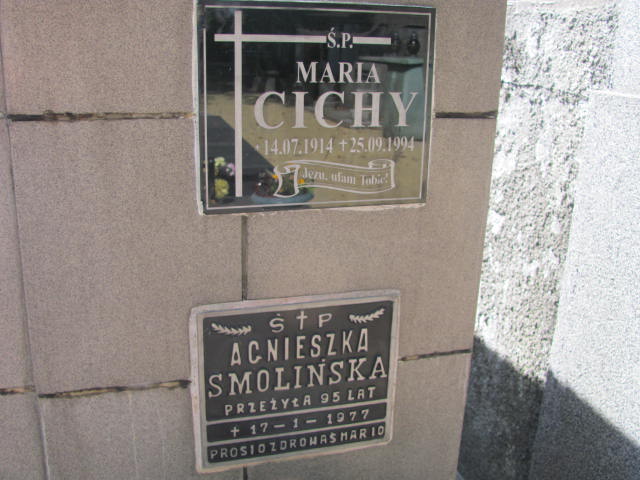 Ś.P.
MARIA
CICHY
* 14.07.1914 + 25.09.1994
Jezu, ufam Tobie!
Ś † P
AGNIESZKA
SMOLIŃSKA
PRZEŻYŁA 95 LAT
† 17-1-1977
PROSI O ZDROWAŚ MARIO